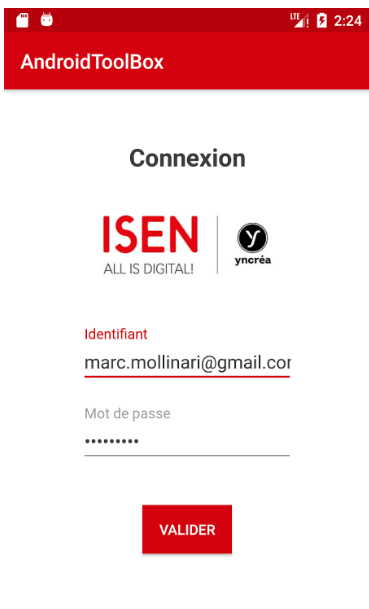 LTE 2:24
AndroidToolBox
Connexion
ISEN
ALL IS DIGITAL!
y
yncréa
Identifiant
marc.mollinari@gmail.cor
Mot de passe
•••••••••
VALIDER